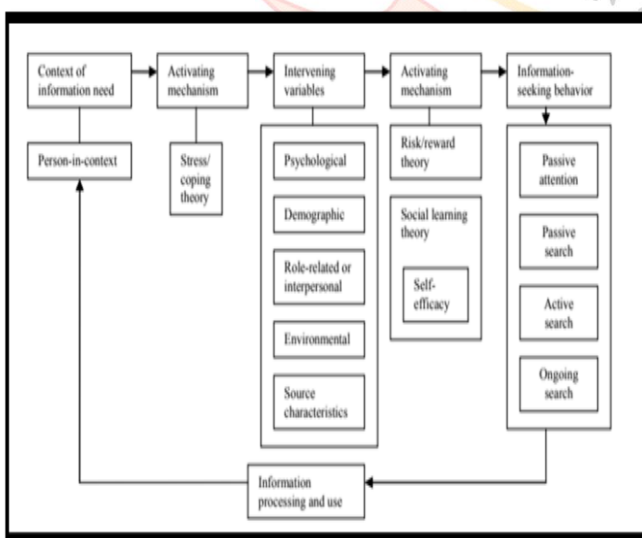 Context of
information need
Activating
mechanism
Intervening
variables
Activating
mechanism
Information-
seeking behavior
Person-in-context
Stress/
coping
theory
Psychological
Demographic
Role-related or
interpersonal
Environmental
Source
characteristics
Risk/reward
theory
Social learning
theory
Self-
efficacy
Passive
attention
Passive
search
Active
search
Ongoing
search
Information
processing and use